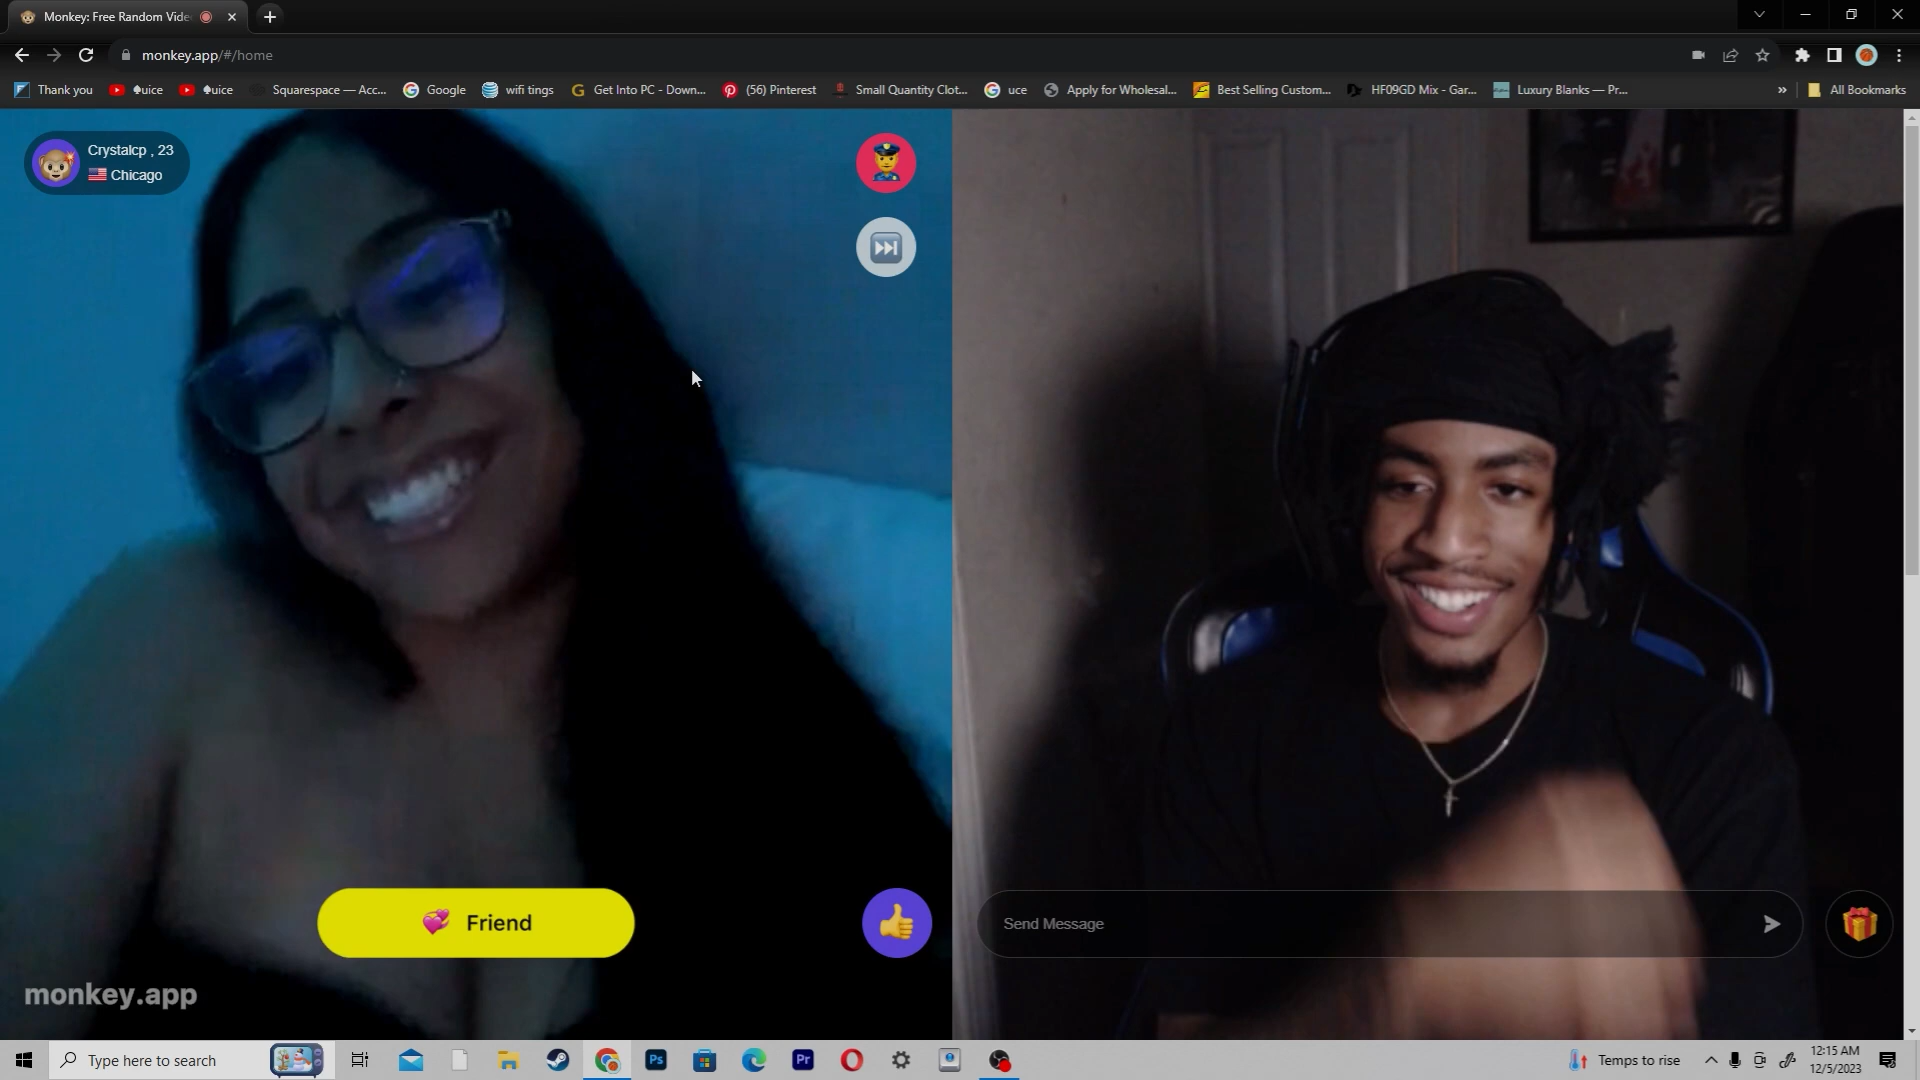 Monkey: Free Random Vide
monkey.app/#/home
Thank you
♠uice
♠uice
Squarespace — Acc...
Google
wifi tings
Get Into PC - Down...
(56) Pinterest
Small Quantity Clot...
uce
Apply for Wholesal...
Best Selling Custom...
HF09GD Mix - Gar...
Luxury Blanks — Pr...
»
All Bookmarks
Crystalcp , 23
Chicago
Friend
Send Message
monkey.app
Type here to search
Ps
Pr
Temps to rise
12:15 AM
12/5/2023